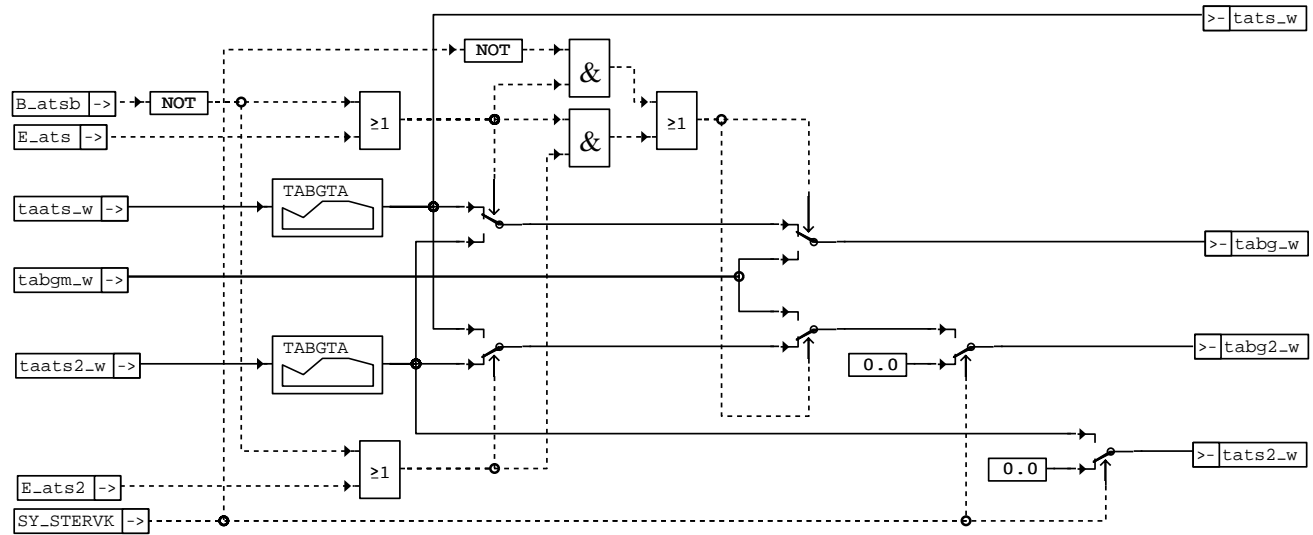 >- tats_w
NOT
&
B_atsb ->
NOT
≥1
≥1
E_ats ->
&
TABGTA
taats_w ->
>- tabg_w
tabgm_w ->
TABGTA
>- tabg2_w
taats2_w ->
0.0
>- tats2_w
≥1
0.0
E_ats2 ->
SY_STERVK ->